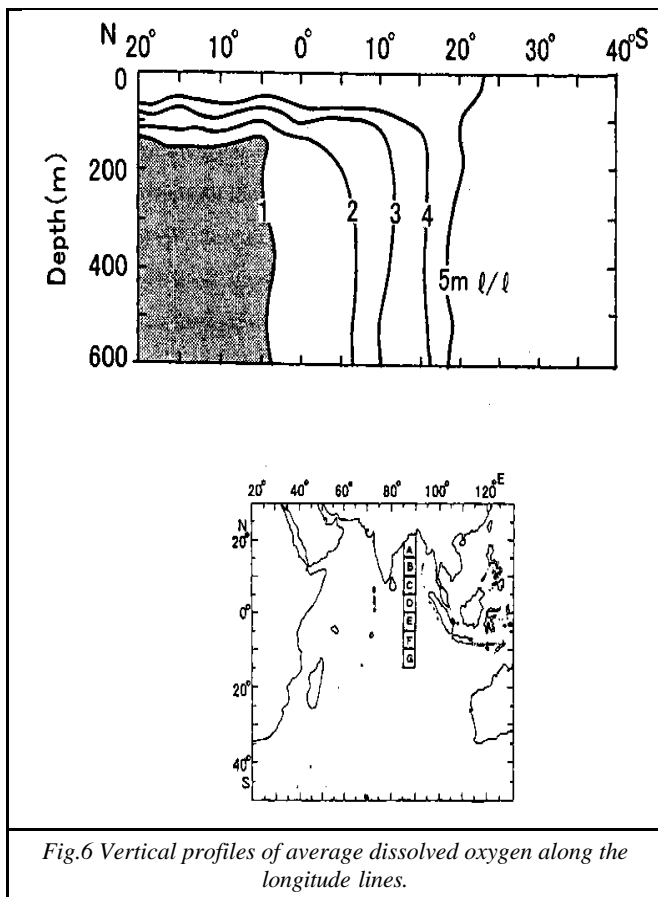 N 20° 10° 0° 10° 20° 30° 40°S
0
200
400
600
Depth(m)
1 2 3 4
5m ℓ/ℓ
20° 40° 60° 80° 100° 120°E
N
20°
0°
20°
40°
S
A
B
C
D
E
F
G
Fig.6 Vertical profiles of average dissolved oxygen along the
longitude lines.